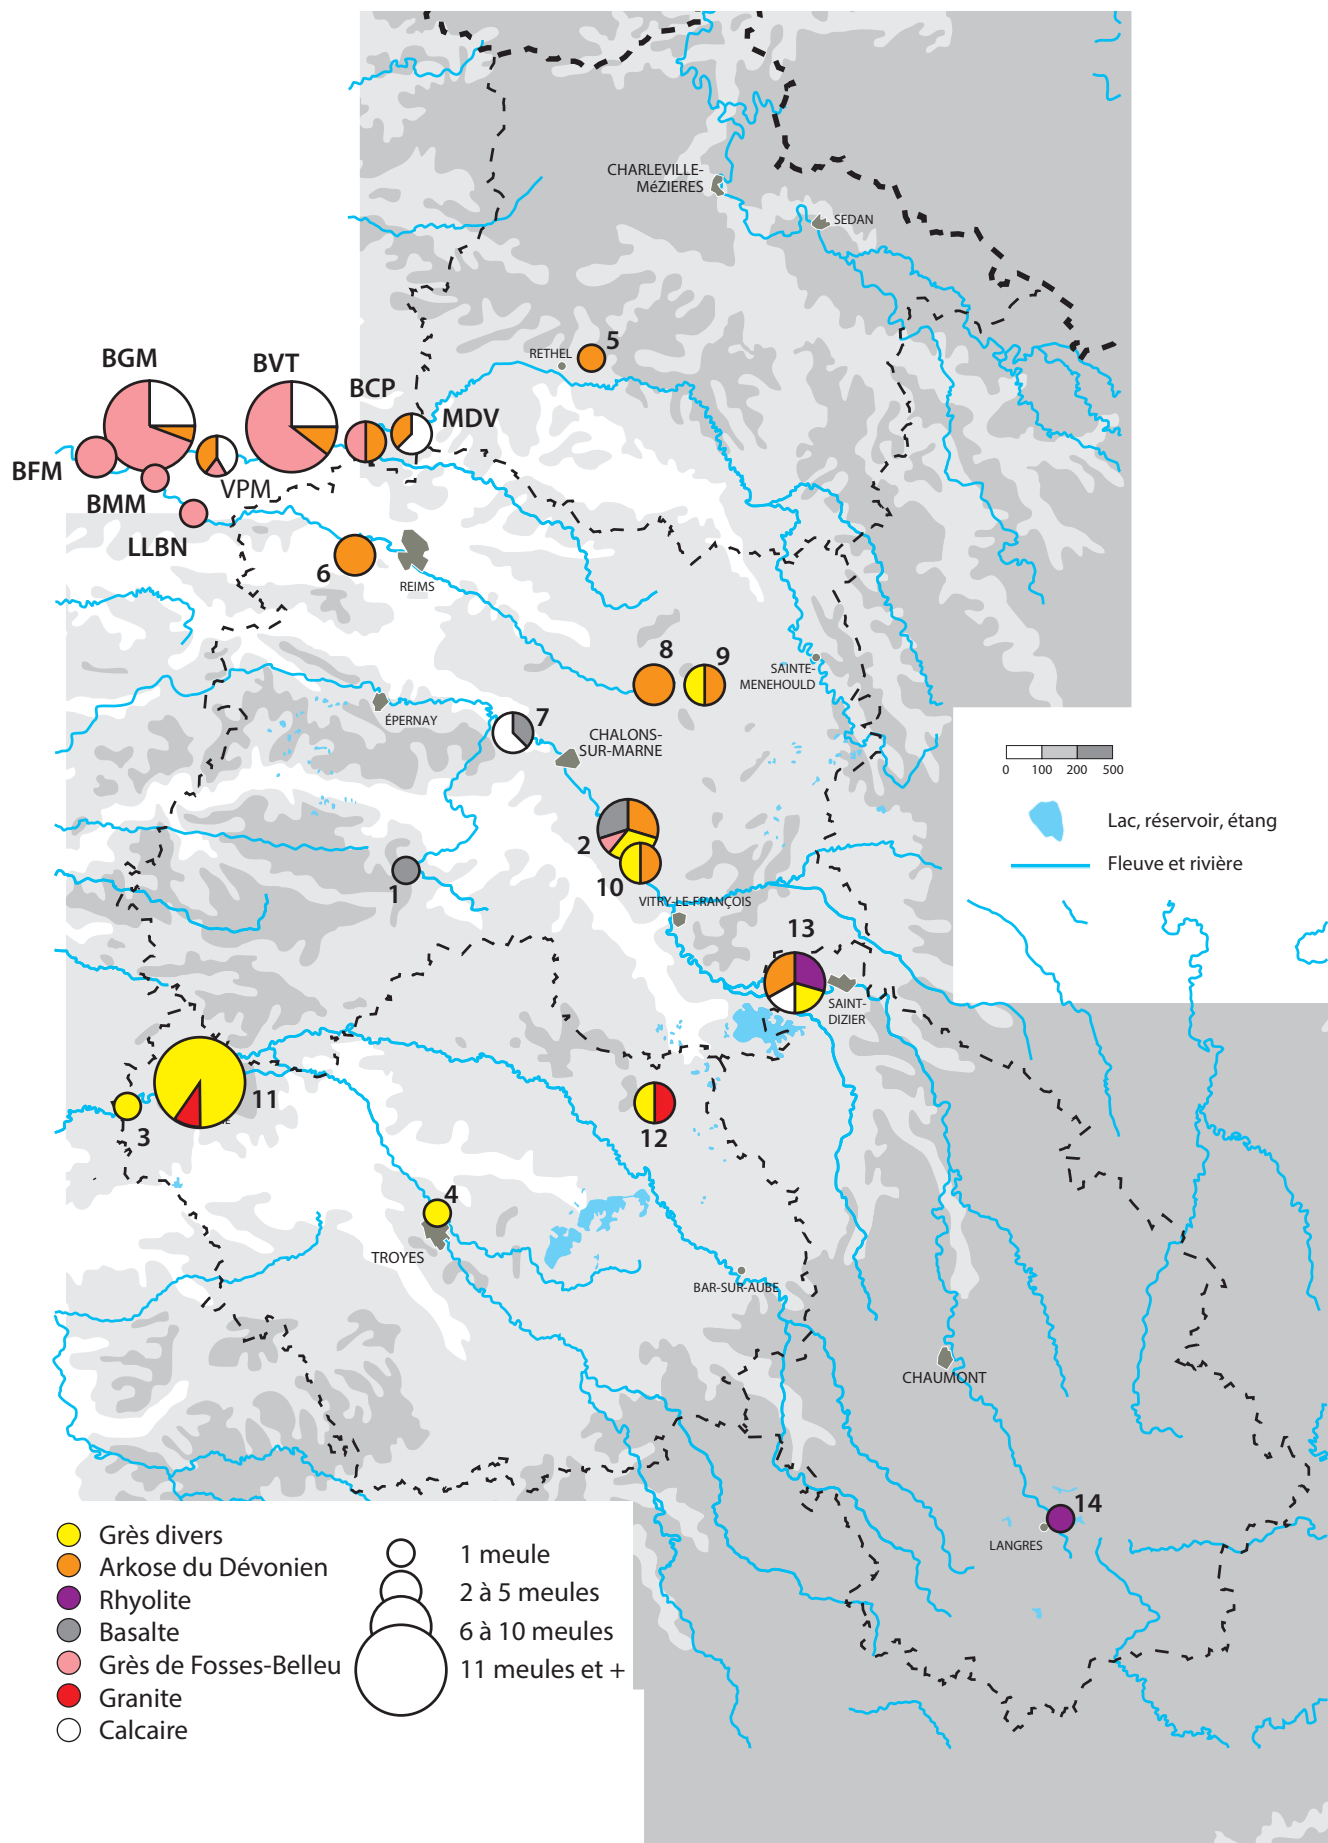 CHARLEVILLE-
MéZIERES
SEDAN
RETHEL
5
BGM
BVT
BCP
MDV
BFM
BMM
VPM
LLBN
6
REIMS
8
9
SAINTE-
MENEHOULD
ÉPERNAY
7
CHALONS-
SUR-MARNE
0
100
200
500
Lac, réservoir, étang
Fleuve et rivière
2
1
10
VITRY-LE-FRANÇOIS
13
SAINT-
DIZIER
11
3
12
4
TROYES
BAR-SUR-AUBE
CHAUMONT
14
LANGRES
Grès divers
Arkose du Dévonien
Rhyolite
Basalte
Grès de Fosses-Belleu
Granite
Calcaire
1 meule
2 à 5 meules
6 à 10 meules
11 meules et +